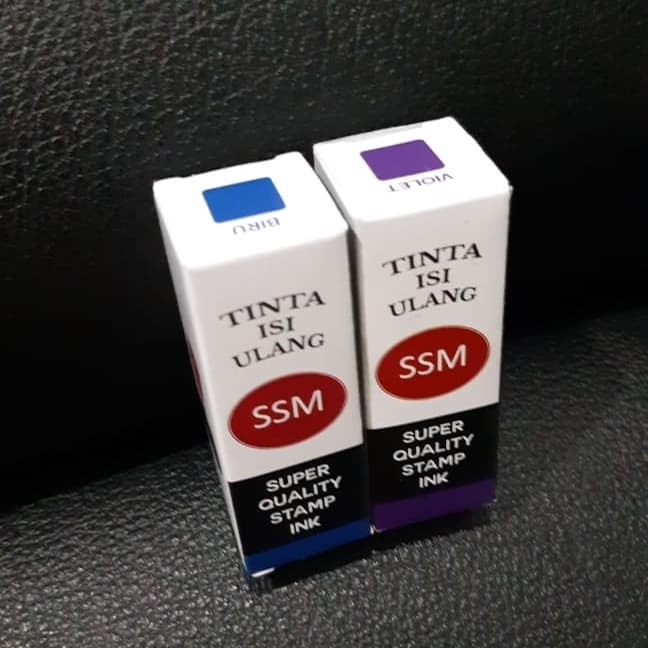 BIRU
TINTA
ISI
ULANG
SSM
SUPER
QUALITY
STAMP
INK
VIOLET
TINTA
ISI
ULANG
SSM
SUPER
QUALITY
STAMP
INK